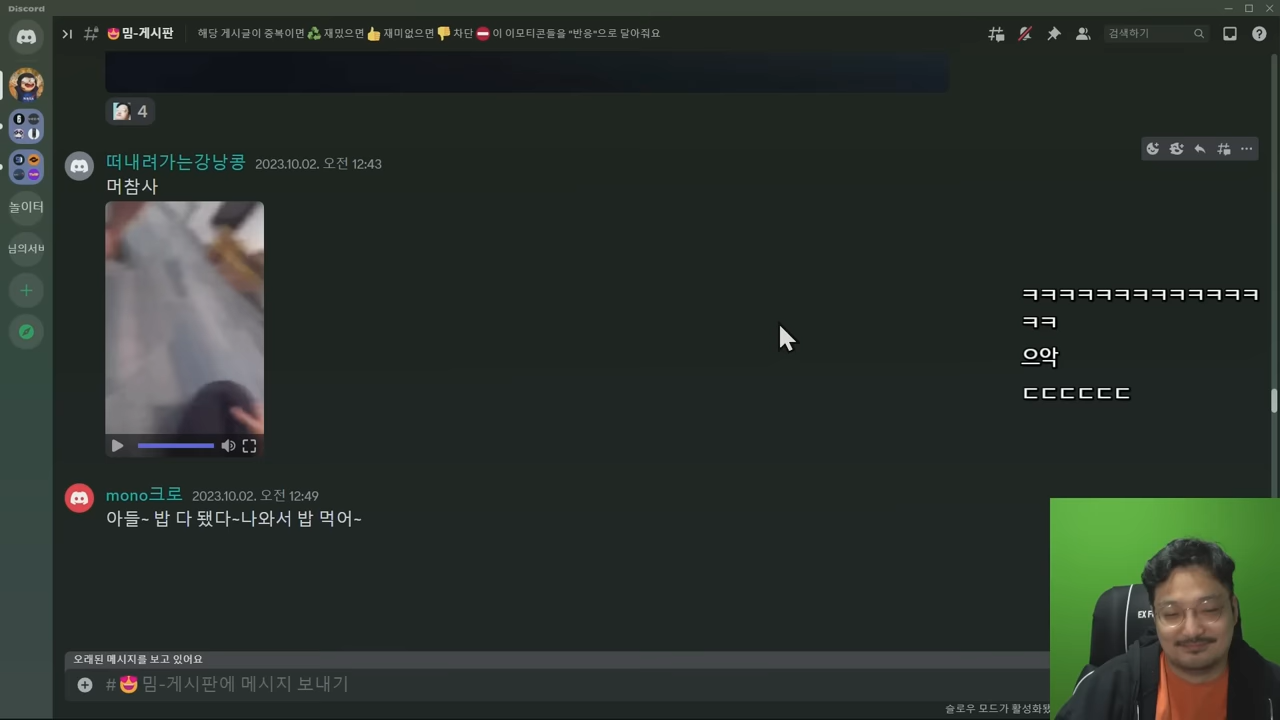 Discord
😍밈-게시판
해당 게시글이 중복이면 ♻️ 재밌으면 👍 재미없으면 👎 차단 ⛔ 이 이모티콘들을 "반응"으로 달아줘요
검색하기
4
떠내려가는강낭콩 2023.10.02. 오전 12:43
머참사
놀이터
님의서버
ㅋㅋㅋㅋㅋㅋㅋㅋㅋㅋㅋㅋㅋ
ㅋㅋ
으악
ㄷㄷㄷㄷㄷㄷ
mono크로 2023.10.02. 오전 12:49
아들~ 밥 다 됐다~나와서 밥 먹어~
오래된 메시지를 보고 있어요
#😍밈-게시판에 메시지 보내기
슬로우 모드가 활성화됐